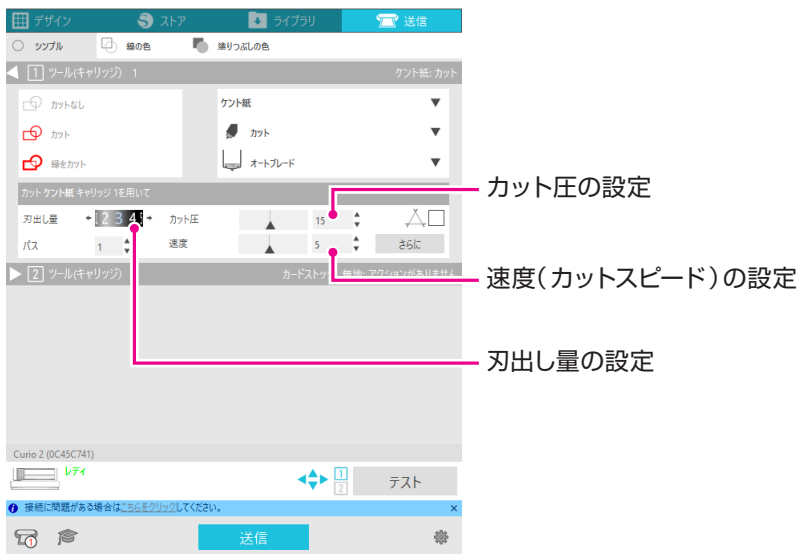 デザイン ストア ライブラリ 送信
シンプル 線の色 塗りつぶしの色
1 ツール(キャリッジ) 1 ケント紙: カット
カットなし ケント紙
カット カット
縁をカット オートブレード
カット ケント紙 キャリッジ 1を用いて
刃出し量 1 2 3 4 カット圧 15
パス 1 速度 5 さらに
カット圧の設定
2 ツール(キャリッジ) カードストック 無地: アクションがありません
速度(カットスピード)の設定
刃出し量の設定
Curio 2 (0C45C741)
レディ 1
2
テスト
接続に問題がある場合はこちらをクリックしてください。 ×
1 送信